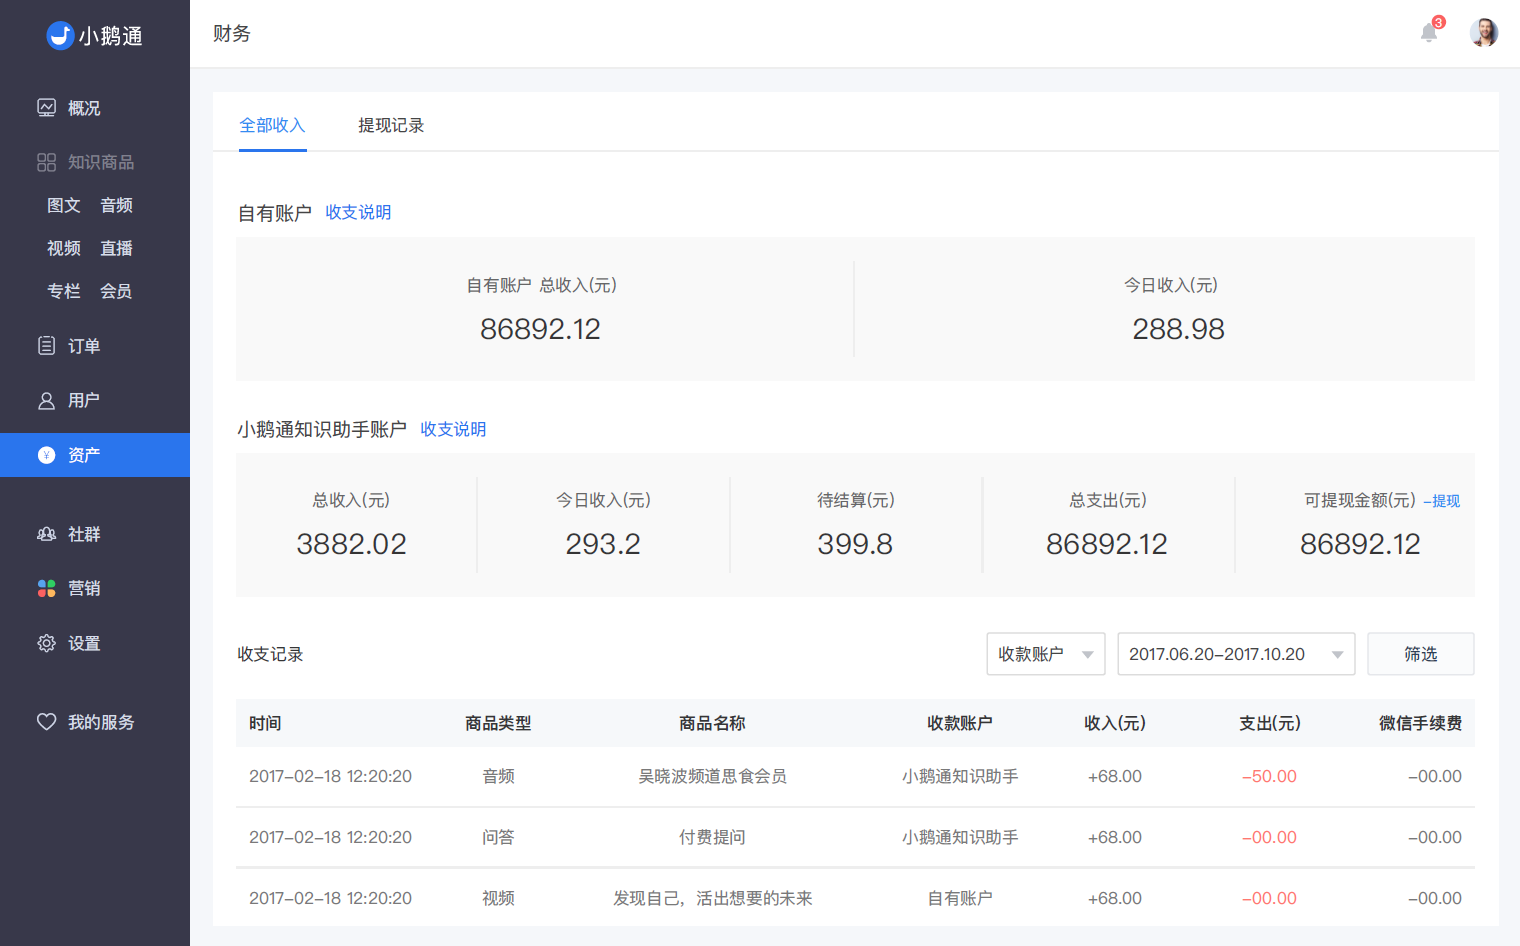 小鹅通
财务
3
概况
知识商品
图文 音频
视频 直播
专栏 会员
订单
用户
¥ 资产
社群
营销
设置
我的服务
全部收入 提现记录
自有账户 收支说明
自有账户 总收入(元) 今日收入(元)
86892.12 288.98
小鹅通知识助手账户 收支说明
总收入(元) 今日收入(元) 待结算(元) 总支出(元) 可提现金额(元) –提现
3882.02 293.2 399.8 86892.12 86892.12
收支记录 收款账户 2017.06.20–2017.10.20 筛选
时间 商品类型 商品名称 收款账户 收入(元) 支出(元) 微信手续费
2017–02–18 12:20:20 音频 吴晓波频道思食会员 小鹅通知识助手 +68.00 –50.00 –00.00
2017–02–18 12:20:20 问答 付费提问 小鹅通知识助手 +68.00 –00.00 –00.00
2017–02–18 12:20:20 视频 发现自己，活出想要的未来 自有账户 +68.00 –00.00 –00.00